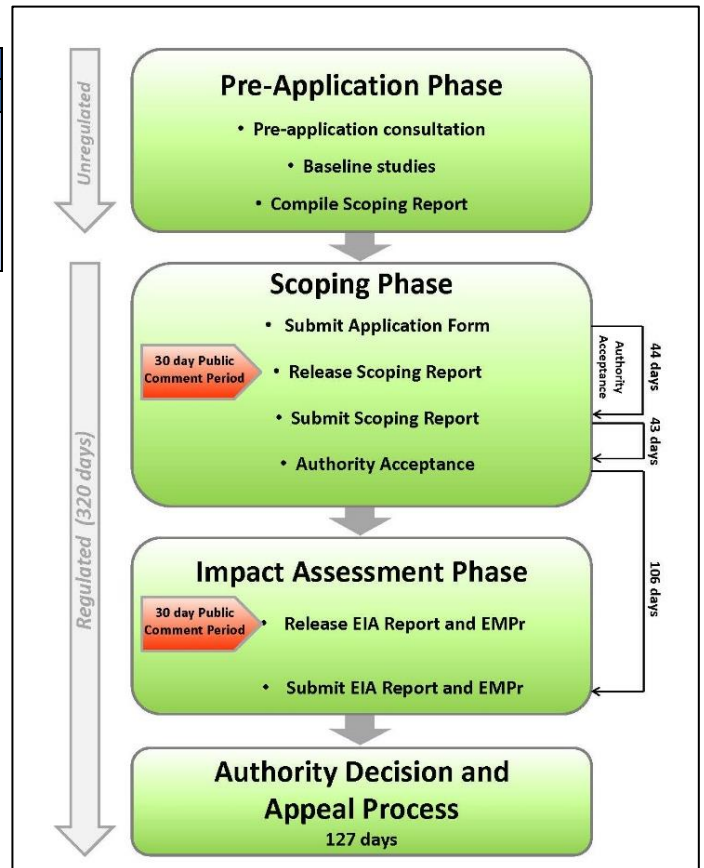 Unregulated
Pre-Application Phase
• Pre-application consultation
• Baseline studies
• Compile Scoping Report
Regulated (320 days)
Scoping Phase
• Submit Application Form
30 day Public
Comment Period
• Release Scoping Report
• Submit Scoping Report
• Authority Acceptance
Authority
Acceptance
44 days
43 days
106 days
Impact Assessment Phase
30 day Public
Comment Period
• Release EIA Report and EMPr
• Submit EIA Report and EMPr
Authority Decision and
Appeal Process
127 days